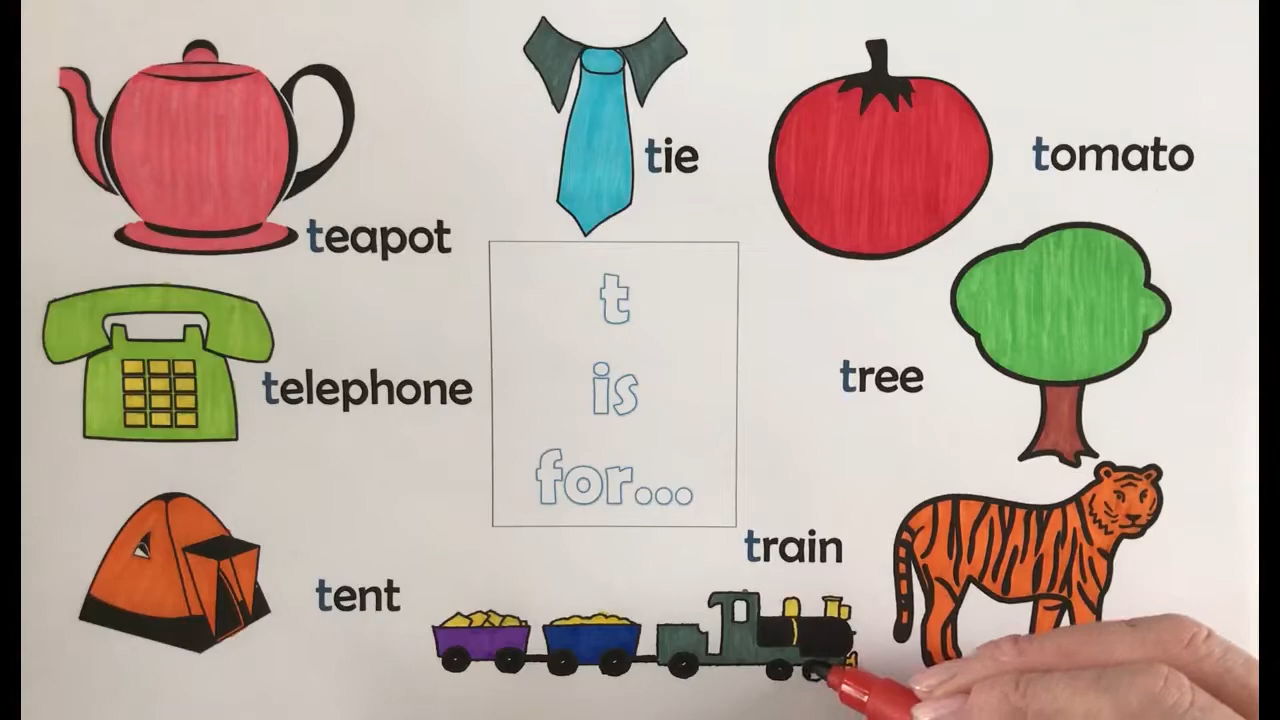 tie
tomato
teapot
t
is
for...
telephone
tree
train
tent